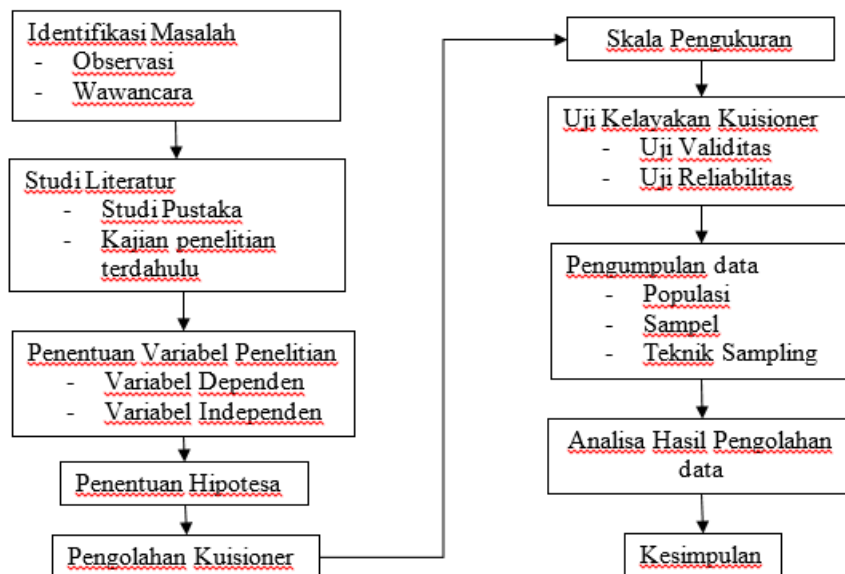 Identifikasi Masalah
- Observasi
- Wawancara
Studi Literatur
- Studi Pustaka
- Kajian penelitian
terdahulu
Penentuan Variabel Penelitian
- Variabel Dependen
- Variabel Independen
Penentuan Hipotesa
Pengolahan Kuisioner
Skala Pengukuran
Uji Kelayakan Kuisioner
- Uji Validitas
- Uji Reliabilitas
Pengumpulan data
- Populasi
- Sampel
- Teknik Sampling
Analisa Hasil Pengolahan
data
Kesimpulan